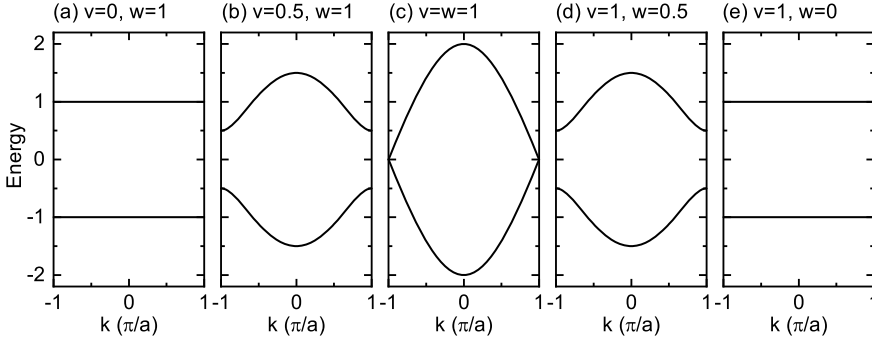 (a) v=0, w=1 (b) v=0.5, w=1 (c) v=w=1 (d) v=1, w=0.5 (e) v=1, w=0
2
1
0
-1
-2
Energy
-1 0 1 -1 0 1 -1 0 1 -1 0 1 -1 0 1
k (π/a) k (π/a) k (π/a) k (π/a) k (π/a)